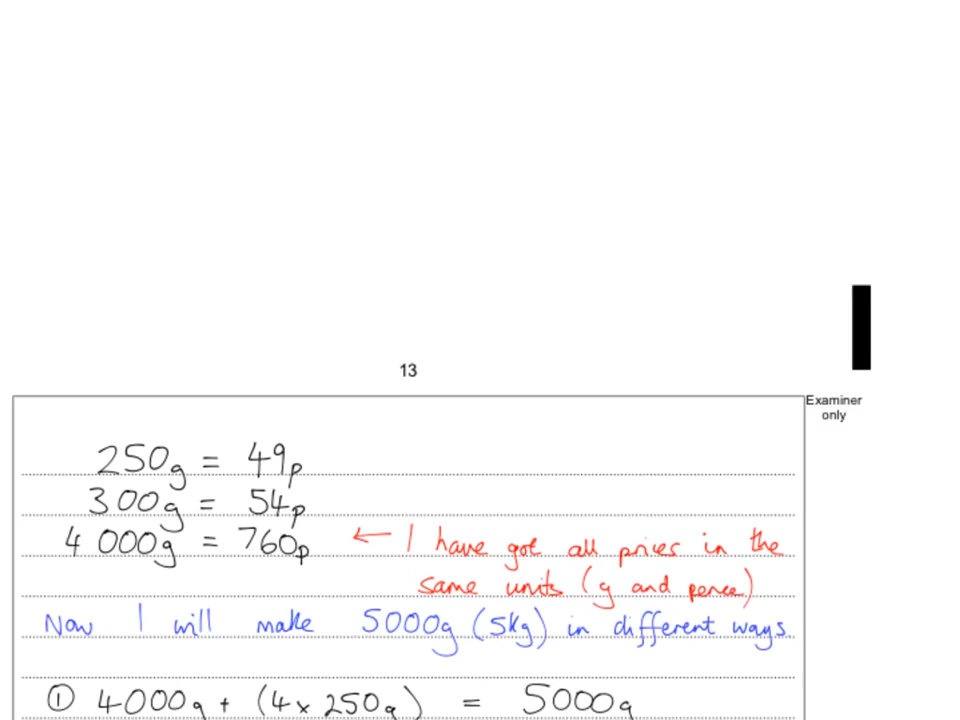 13
Examiner
only
250g = 49p
300g = 54p
4 000g = 760p ← I have got all prices in the
same units (g and pence)
Now I will make 5000g (5kg) in different ways
① 4000g + (4 x 250g) = 5000g